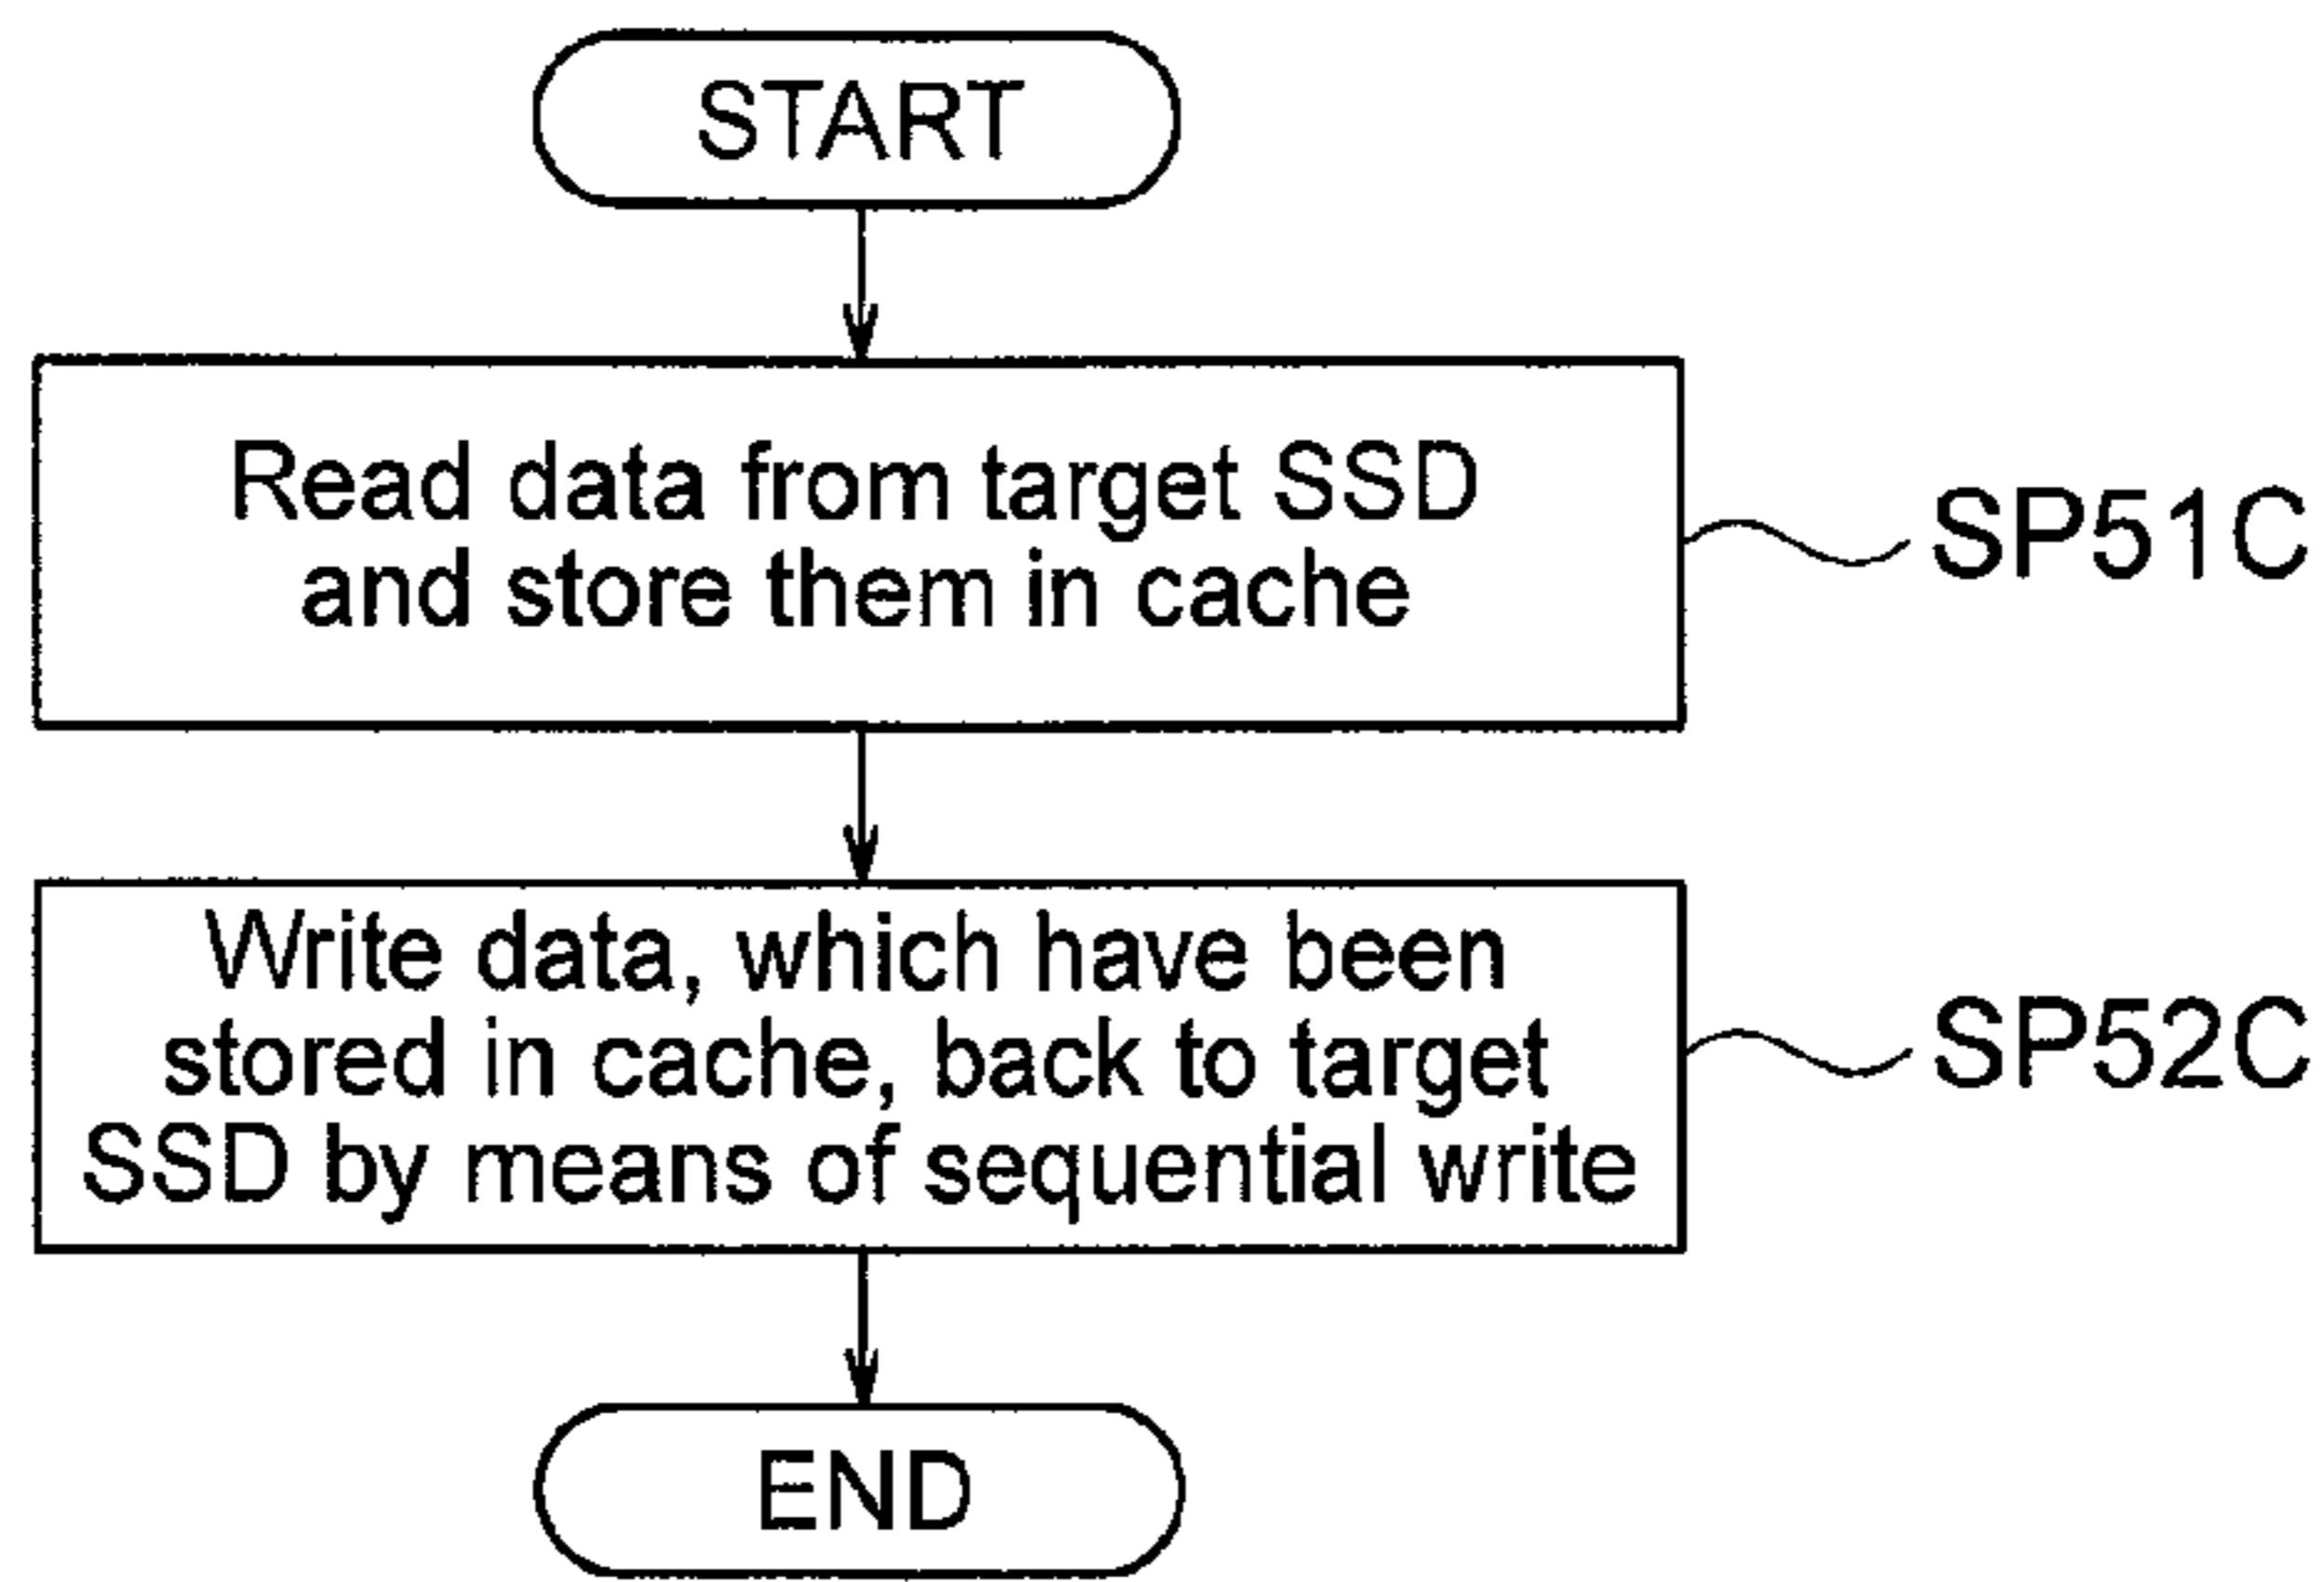 START
Read data from target SSD
and store them in cache
SP51C
Write data, which have been
stored in cache, back to target
SSD by means of sequential write
SP52C
END